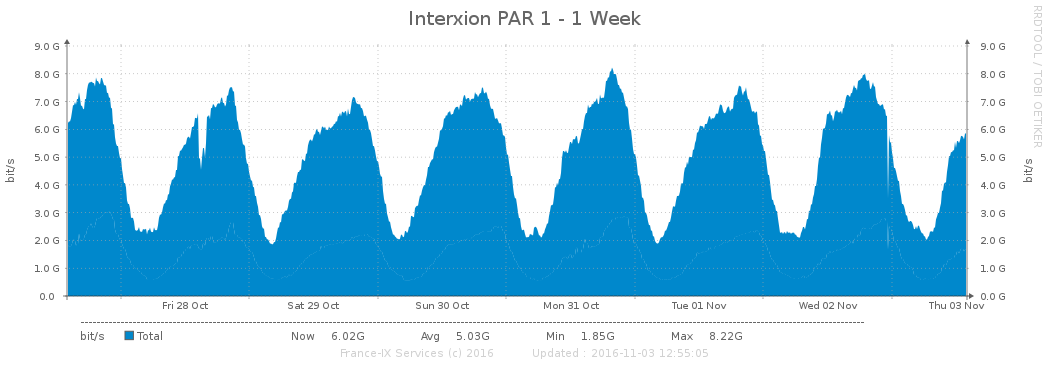 Interxion PAR 1 - 1 Week
RRDTOOL / TOBI OETIKER
bit/s
9.0 G 9.0 G
8.0 G 8.0 G
7.0 G 7.0 G
6.0 G 6.0 G
5.0 G 5.0 G
4.0 G 4.0 G
3.0 G 3.0 G
2.0 G 2.0 G
1.0 G 1.0 G
0.0 0.0 G
bit/s
Fri 28 Oct Sat 29 Oct Sun 30 Oct Mon 31 Oct Tue 01 Nov Wed 02 Nov Thu 03 Nov
bit/s Total Now 6.02G Avg 5.03G Min 1.85G Max 8.22G
France-IX Services (c) 2016 Updated : 2016-11-03 12:55:05